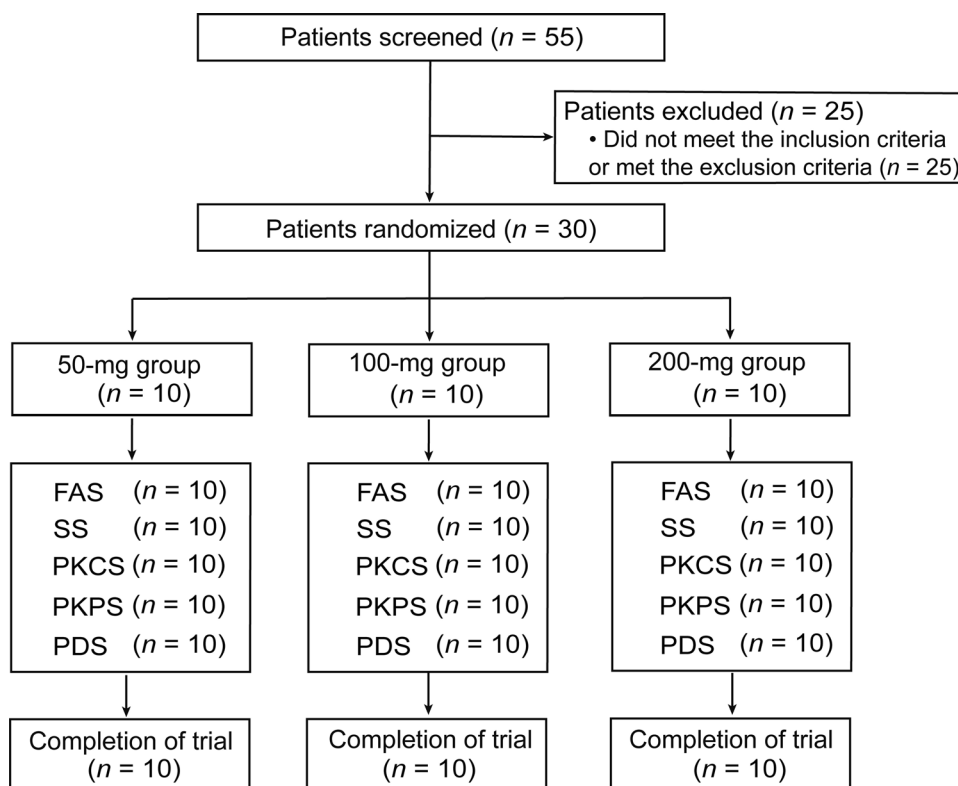 Patients screened (n = 55)
Patients excluded (n = 25)
• Did not meet the inclusion criteria
or met the exclusion criteria (n = 25)
Patients randomized (n = 30)
50-mg group
(n = 10)
100-mg group
(n = 10)
200-mg group
(n = 10)
FAS (n = 10)
SS (n = 10)
PKCS (n = 10)
PKPS (n = 10)
PDS (n = 10)
FAS (n = 10)
SS (n = 10)
PKCS (n = 10)
PKPS (n = 10)
PDS (n = 10)
FAS (n = 10)
SS (n = 10)
PKCS (n = 10)
PKPS (n = 10)
PDS (n = 10)
Completion of trial
(n = 10)
Completion of trial
(n = 10)
Completion of trial
(n = 10)